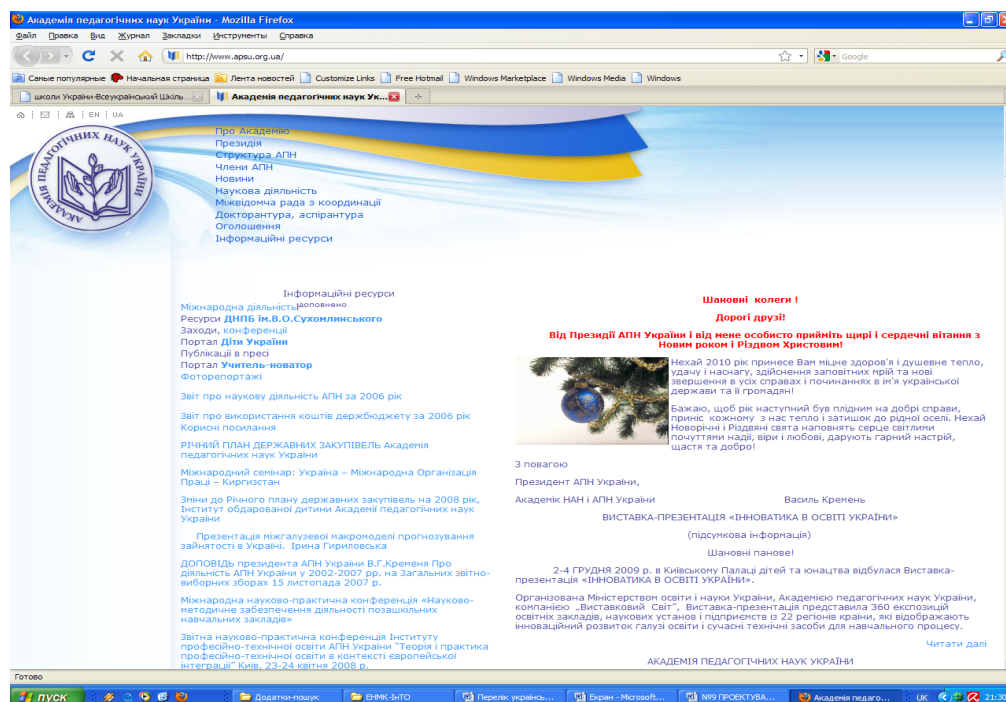 Академія педагогічних наук України - Mozilla Firefox
Файл Правка Вид Журнал Закладки Инструменты Справка
http://www.apsu.org.ua/
Google
Самые популярные Начальная страница Лента новостей Customize Links Free Hotmail Windows Marketplace Windows Media Windows
школи України-Всеукраїнський Шкіль...
Академія педагогічних наук Ук...
EN UA
АКАДЕМІЯ ПЕДАГОГІЧНИХ НАУК УКРАЇНИ
Про Академію
Президія
Структура АПН
Члени АПН
Новини
Наукова діяльність
Міжвідомча рада з координації
Докторантура, аспірантура
Оголошення
Інформаційні ресурси
Інформаційні ресурси
Міжнародна діяльність доповнено
Ресурси ДНПБ ім.В.О.Сухомлинського
Заходи, конференції
Портал Діти України
Публікації в пресі
Портал Учитель-новатор
Фоторепортажі
Звіт про наукову діяльність АПН за 2006 рік
Звіт про використання коштів держбюджету за 2006 рік
Корисні посилання
РІЧНИЙ ПЛАН ДЕРЖАВНИХ ЗАКУПІВЕЛЬ Академія
педагогічних наук України
Міжнародний семінар: Україна – Міжнародна Організація
Праці – Киргизстан
Зміни до Річного плану державних закупівель на 2008 рік,
Інститут обдарованої дитини Академії педагогічних наук
України
Презентація міжгалузевої макромоделі прогнозування
зайнятості в Україні. Ірина Гириловська
ДОПОВІДЬ президента АПН України В.Г.Кременя Про
діяльність АПН України у 2002-2007 рр. на Загальних звітно-
виборних зборах 15 листопада 2007 р.
Міжнародна науково-практична конференція «Науково-
методичне забезпечення діяльності позашкільних
навчальних закладів»
Звітна науково-практична конференція Інституту
професійно-технічної освіти АПН України "Теорія і практика
професійно-технічної освіти в контексті європейської
інтеграції" Київ, 23-24 квітня 2008 р.
Шановні колеги !
Дорогі друзі!
Від Президії АПН України і від мене особисто прийміть щирі і сердечні вітання з
Новим роком і Різдвом Христовим!
Нехай 2010 рік принесе Вам міцне здоров'я і душевне тепло,
удачу і наснагу, здійснення заповітних мрій та нові
звершення в усіх справах і починаннях в ім'я української
держави та її громадян!
Бажаю, щоб рік наступний був плідним на добрі справи,
приніс кожному з нас тепло і затишок до рідної оселі. Нехай
Новорічні і Різдвяні свята наповнять серце світлими
почуттями надії, віри і любові, дарують гарний настрій,
щастя та добро!
З повагою
Президент АПН України,
Академік НАН і АПН України Василь Кремень
ВИСТАВКА-ПРЕЗЕНТАЦІЯ «ІННОВАТИКА В ОСВІТІ УКРАЇНИ»
(підсумкова інформація)
Шановні панове!
2-4 ГРУДНЯ 2009 р. в Київському Палаці дітей та юнацтва відбулася Виставка-
презентація «ІННОВАТИКА В ОСВІТІ УКРАЇНИ».
Організована Міністерством освіти і науки України, Академією педагогічних наук України,
компанією „Виставковий Світ”, Виставка-презентація представила 360 експозицій
освітніх закладів, наукових установ і підприємств із 22 регіонів країни, які відображають
інноваційний розвиток галузі освіти і сучасні технічні засоби для навчального процесу.
Читати далі
АКАДЕМІЯ ПЕДАГОГІЧНИХ НАУК УКРАЇНИ
Готово
пуск Додатки-пошук ЕНМК-ІнТО Перелік українсь... Екран - Microsoft... №9 ПРОЕКТУВА... Академія педаго... UK 21:30